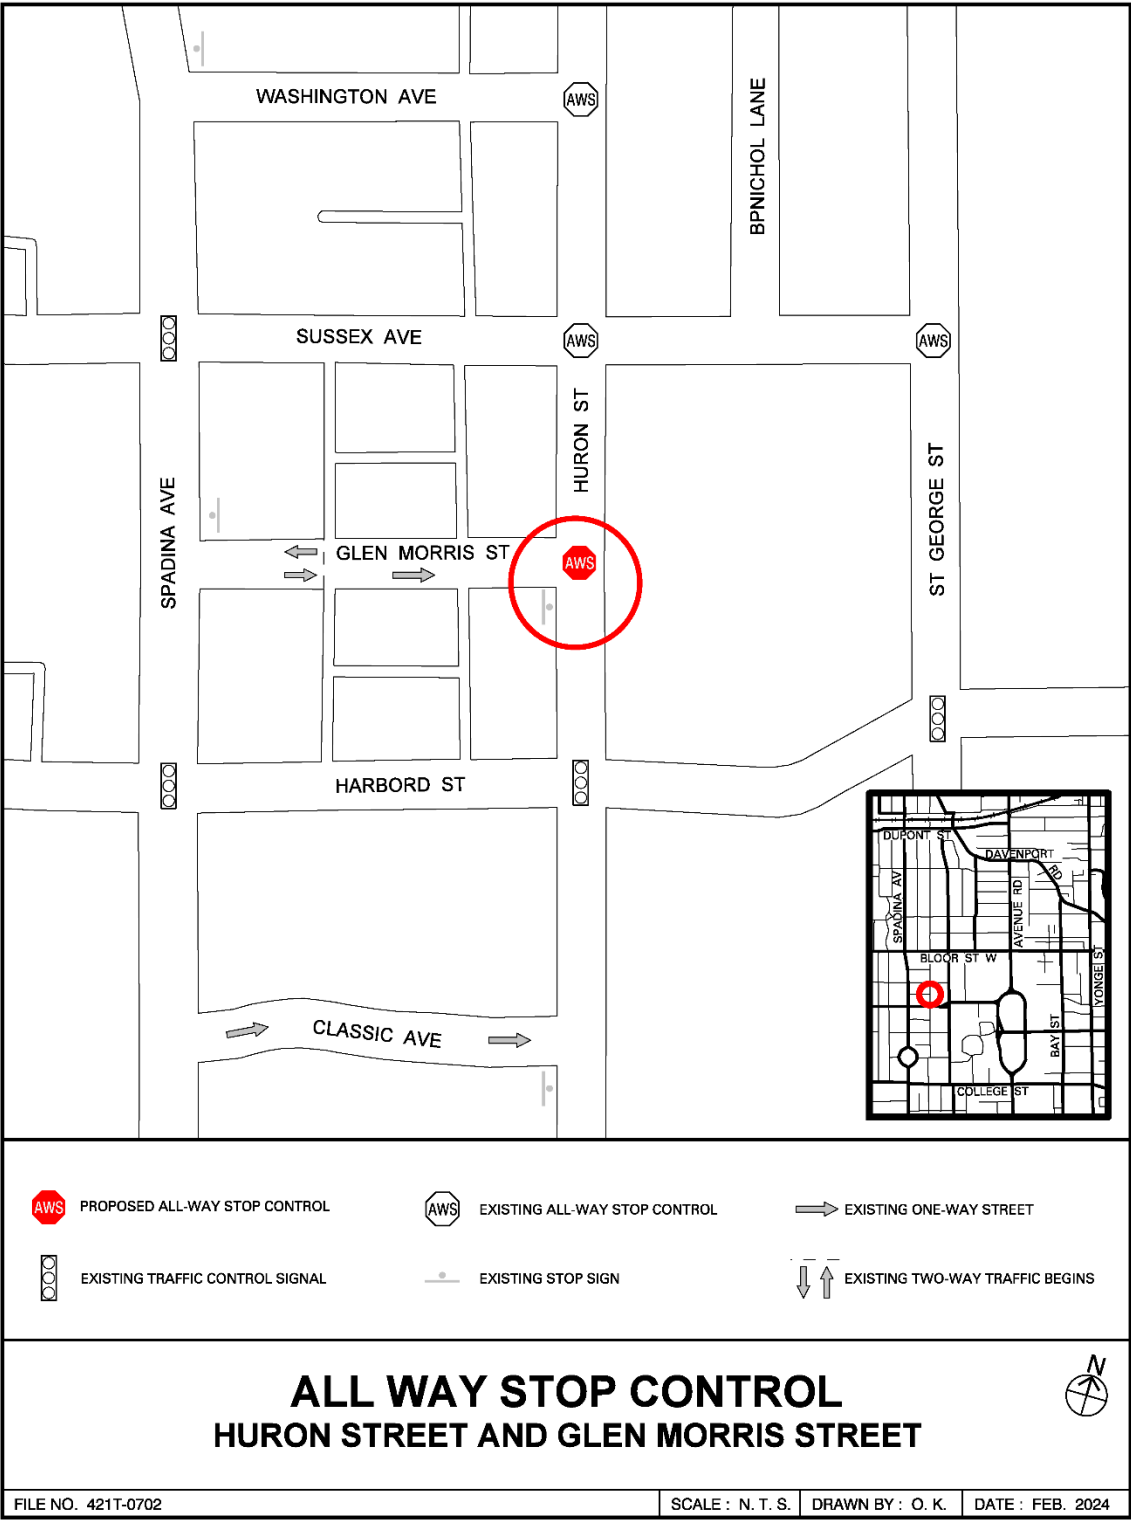 WASHINGTON AVE
AWS
BPNICHOL LANE
SUSSEX AVE
AWS
AWS
HURON ST
SPADINA AVE
ST GEORGE ST
GLEN MORRIS ST
AWS
HARBORD ST
CLASSIC AVE
DUPONT ST
DAVENPORT
RD
SPADINA AV
AVENUE RD
BLOOR ST W
YONGE ST
BAY ST
COLLEGE ST
AWS PROPOSED ALL-WAY STOP CONTROL
AWS EXISTING ALL-WAY STOP CONTROL
EXISTING ONE-WAY STREET
EXISTING TRAFFIC CONTROL SIGNAL
EXISTING STOP SIGN
EXISTING TWO-WAY TRAFFIC BEGINS
ALL WAY STOP CONTROL
HURON STREET AND GLEN MORRIS STREET
N
FILE NO. 421T-0702
SCALE : N. T. S.
DRAWN BY : O. K.
DATE : FEB. 2024